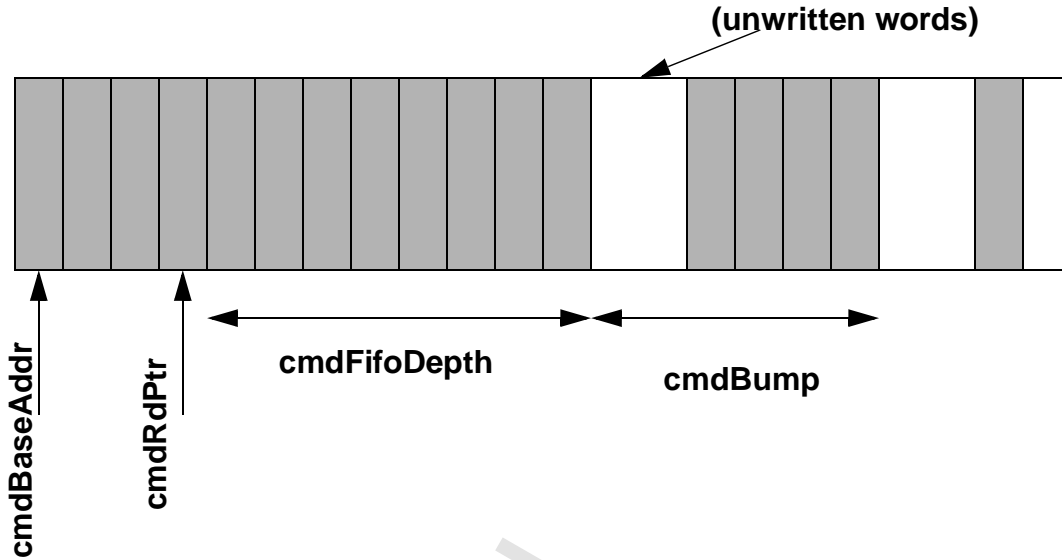 (unwritten words)
cmdFifoDepth
cmdBump
cmdBaseAddr
cmdRdPtr